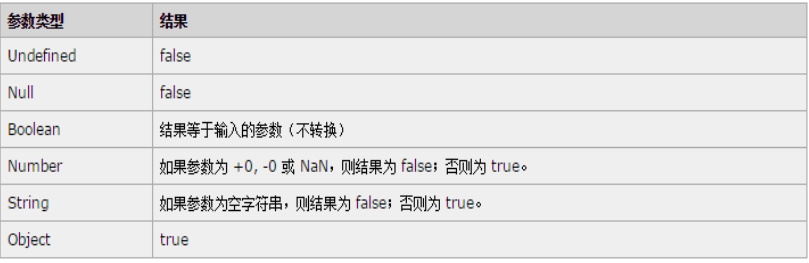 参数类型 结果
Undefined false
Null false
Boolean 结果等于输入的参数（不转换）
Number 如果参数为 +0, -0 或 NaN，则结果为 false；否则为 true。
String 如果参数为空字符串，则结果为 false；否则为 true。
Object true